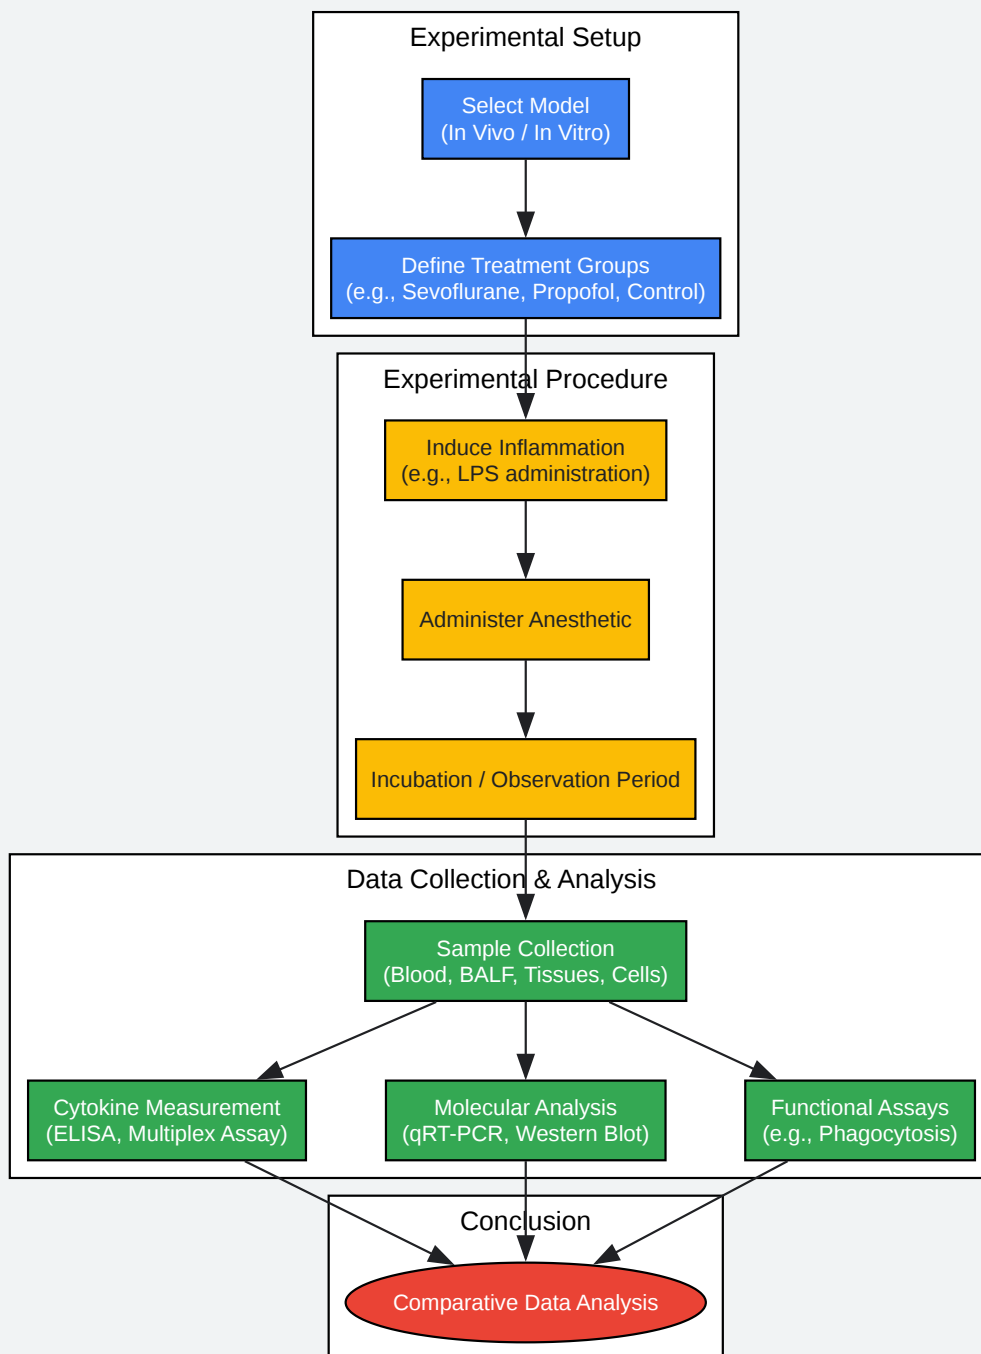 Experimental Setup
Select Model
(In Vivo / In Vitro)
Define Treatment Groups
(e.g., Sevoflurane, Propofol, Control)
Experimental Procedure
Induce Inflammation
(e.g., LPS administration)
Administer Anesthetic
Incubation / Observation Period
Data Collection & Analysis
Sample Collection
(Blood, BALF, Tissues, Cells)
Cytokine Measurement
(ELISA, Multiplex Assay)
Molecular Analysis
(qRT-PCR, Western Blot)
Functional Assays
(e.g., Phagocytosis)
Conclusion
Comparative Data Analysis